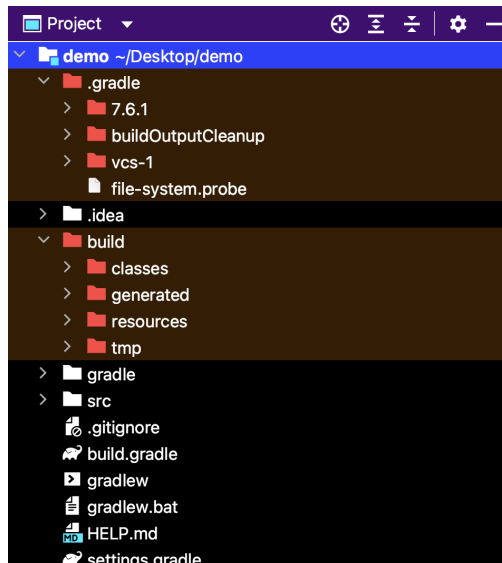 Project
demo ~/Desktop/demo
.gradle
7.6.1
buildOutputCleanup
vcs-1
file-system.probe
.idea
build
classes
generated
resources
tmp
gradle
src
.gitignore
build.gradle
gradlew
gradlew.bat
MD HELP.md
settings.gradle